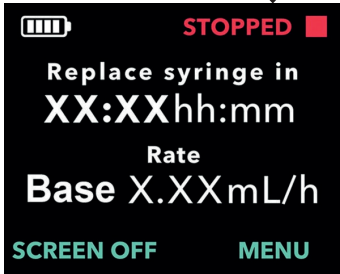 STOPPED
Replace syringe in
XX:XXhh:mm
Rate
Base X.XXmL/h
SCREEN OFF MENU